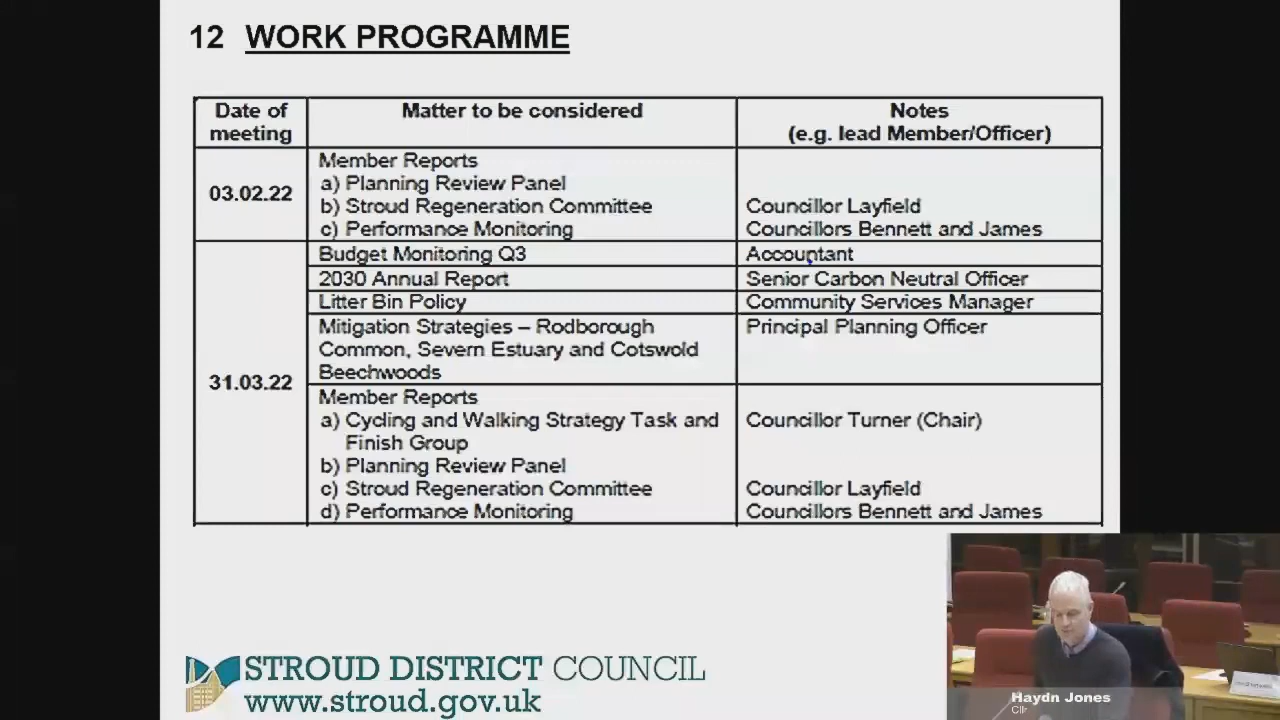 12 WORK PROGRAMME
Date of meeting
Matter to be considered
Notes
(e.g. lead Member/Officer)
03.02.22
Member Reports
a) Planning Review Panel
b) Stroud Regeneration Committee
Councillor Layfield
c) Performance Monitoring
Councillors Bennett and James
31.03.22
Budget Monitoring Q3
Accountant
2030 Annual Report
Senior Carbon Neutral Officer
Litter Bin Policy
Community Services Manager
Mitigation Strategies – Rodborough
Common, Severn Estuary and Cotswold
Beechwoods
Principal Planning Officer
Member Reports
a) Cycling and Walking Strategy Task and
Finish Group
Councillor Turner (Chair)
b) Planning Review Panel
c) Stroud Regeneration Committee
Councillor Layfield
d) Performance Monitoring
Councillors Bennett and James
STROUD DISTRICT COUNCIL
www.stroud.gov.uk
Haydn Jones
Cllr